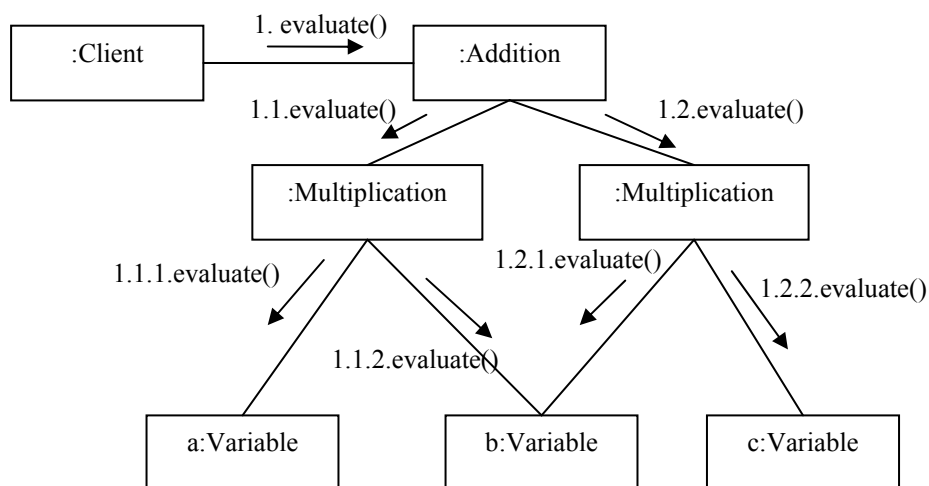 1. evaluate()
:Client
:Addition
1.1.evaluate()
1.2.evaluate()
:Multiplication
:Multiplication
1.1.1.evaluate()
1.2.1.evaluate()
1.2.2.evaluate()
1.1.2.evaluate()
a:Variable
b:Variable
c:Variable